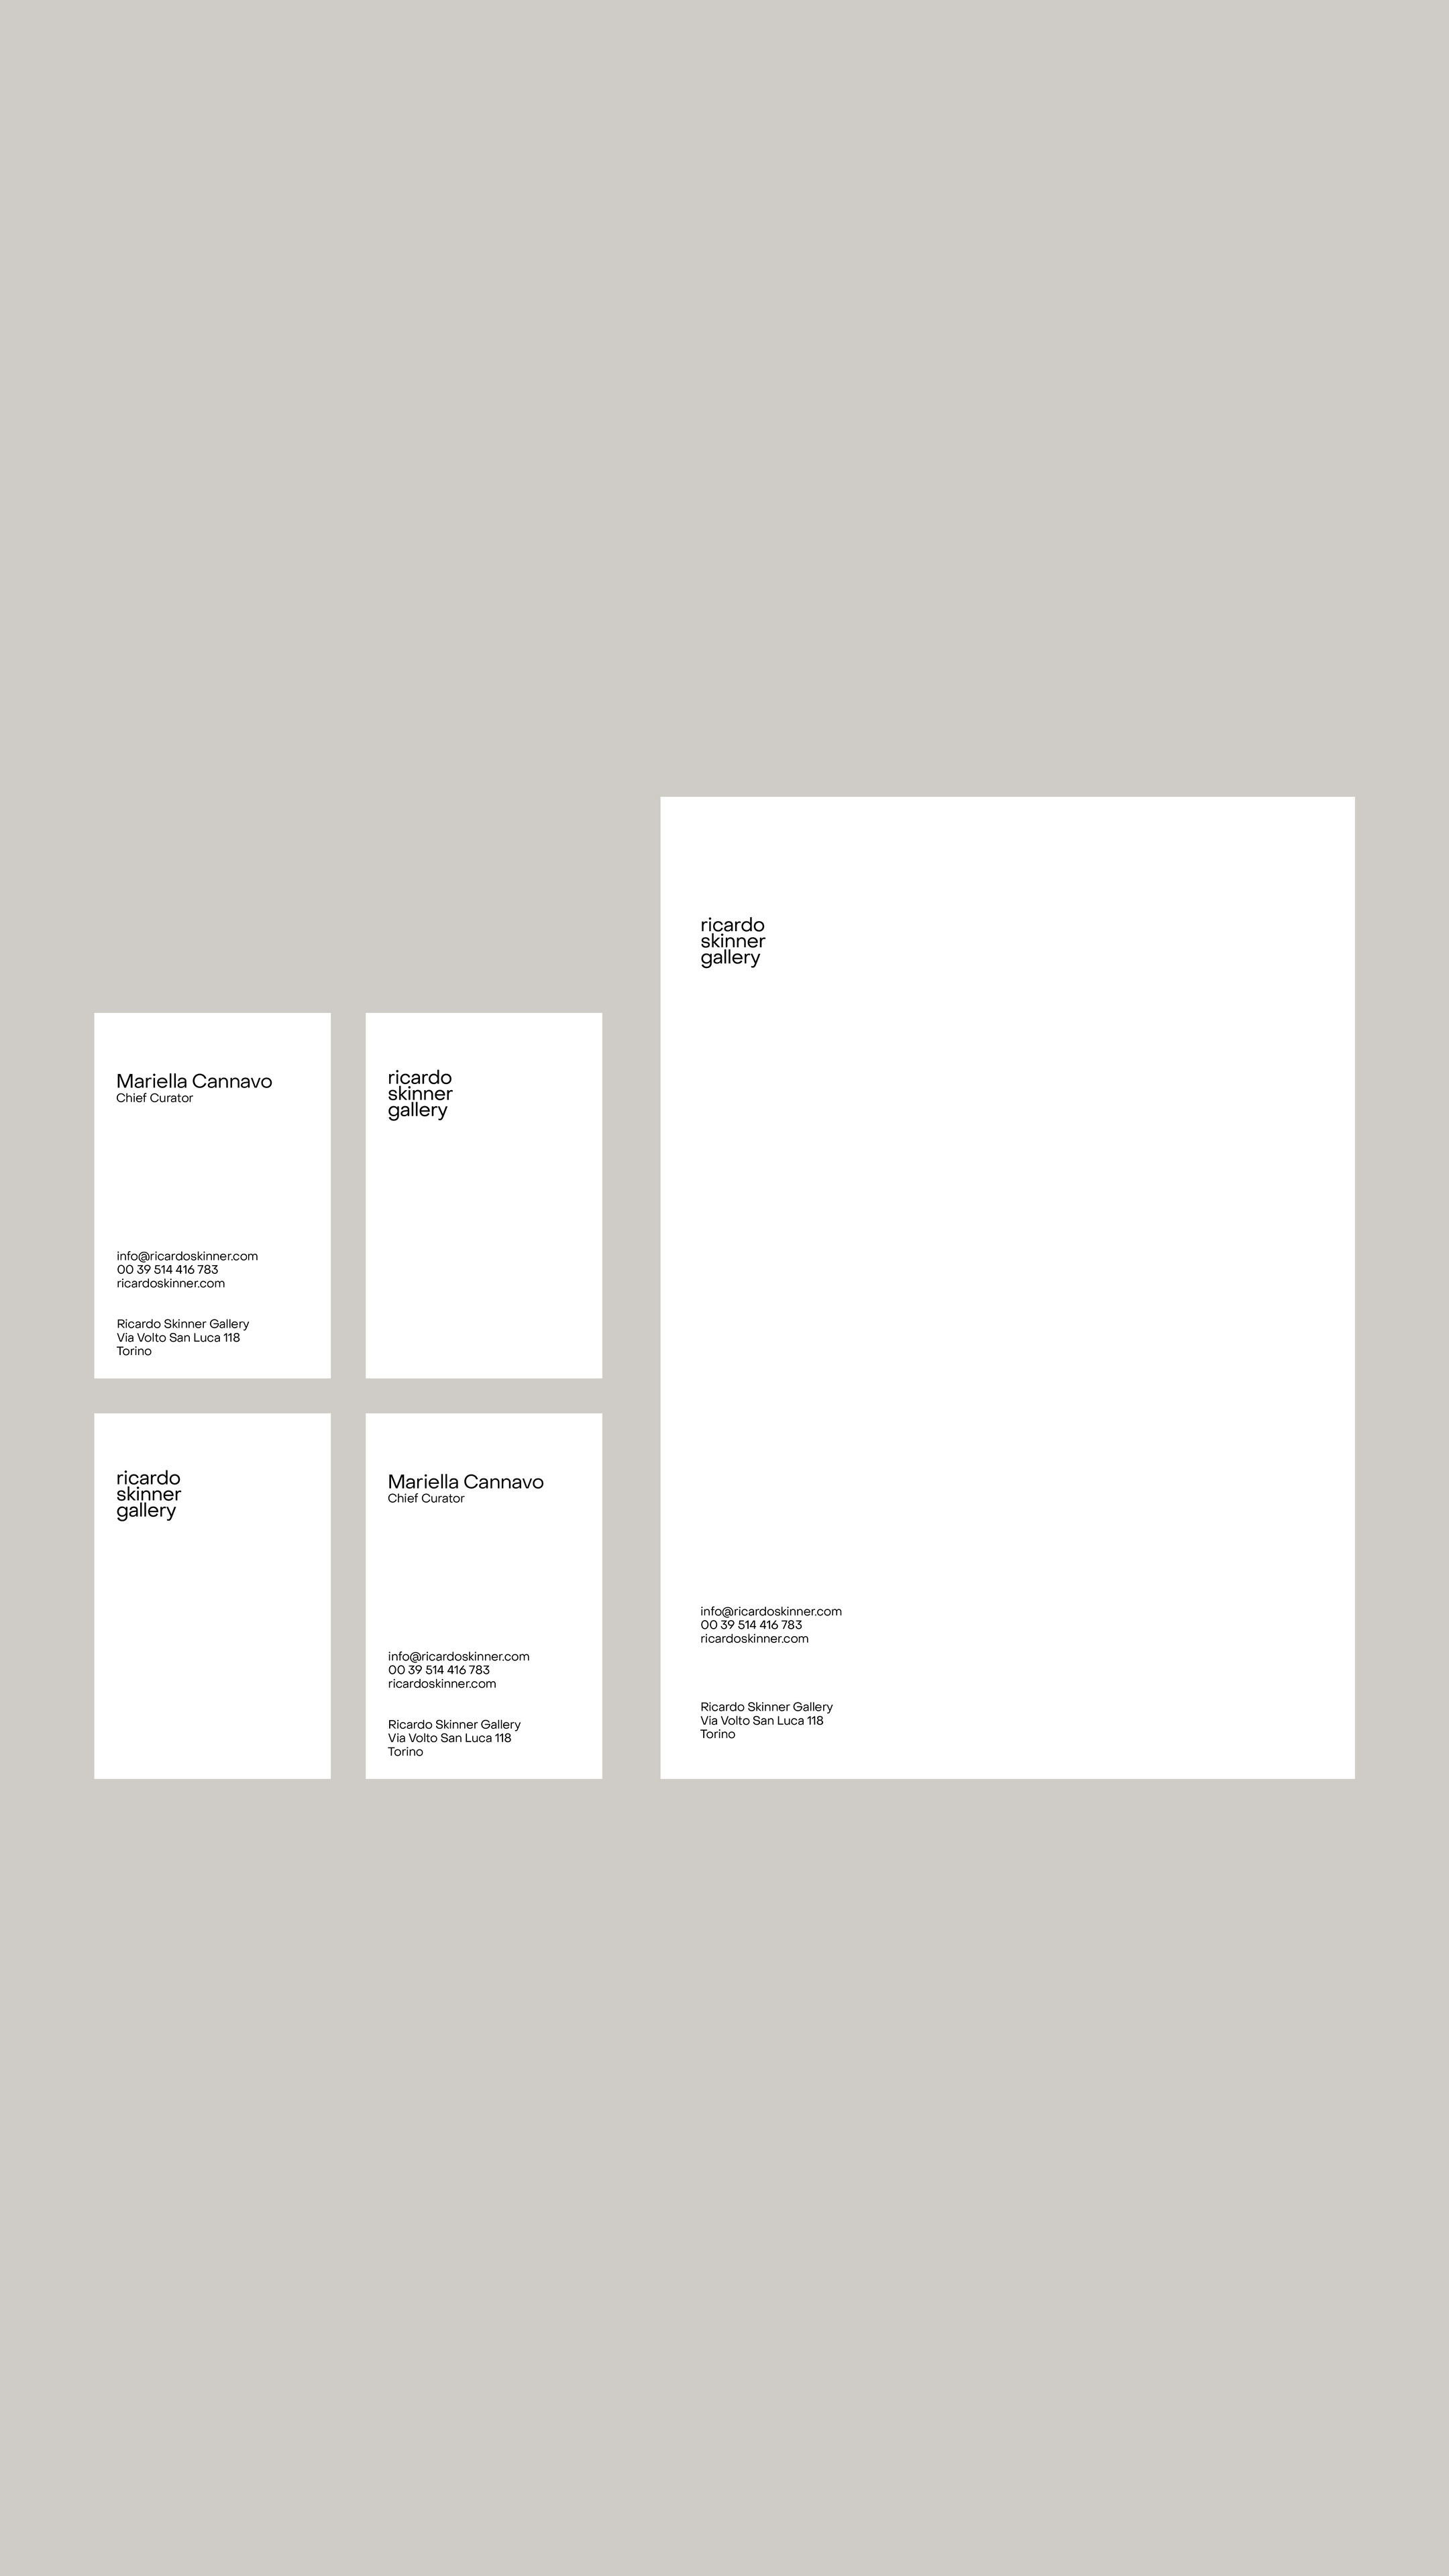 Mariella Cannavo
Chief Curator
info@ricardoskinner.com
00 39 514 416 783
ricardoskinner.com
Ricardo Skinner Gallery
Via Volto San Luca 118
Torino
ricardo
skinner
gallery
ricardo
skinner
gallery
Mariella Cannavo
Chief Curator
info@ricardoskinner.com
00 39 514 416 783
ricardoskinner.com
Ricardo Skinner Gallery
Via Volto San Luca 118
Torino
ricardo
skinner
gallery
info@ricardoskinner.com
00 39 514 416 783
ricardoskinner.com
Ricardo Skinner Gallery
Via Volto San Luca 118
Torino